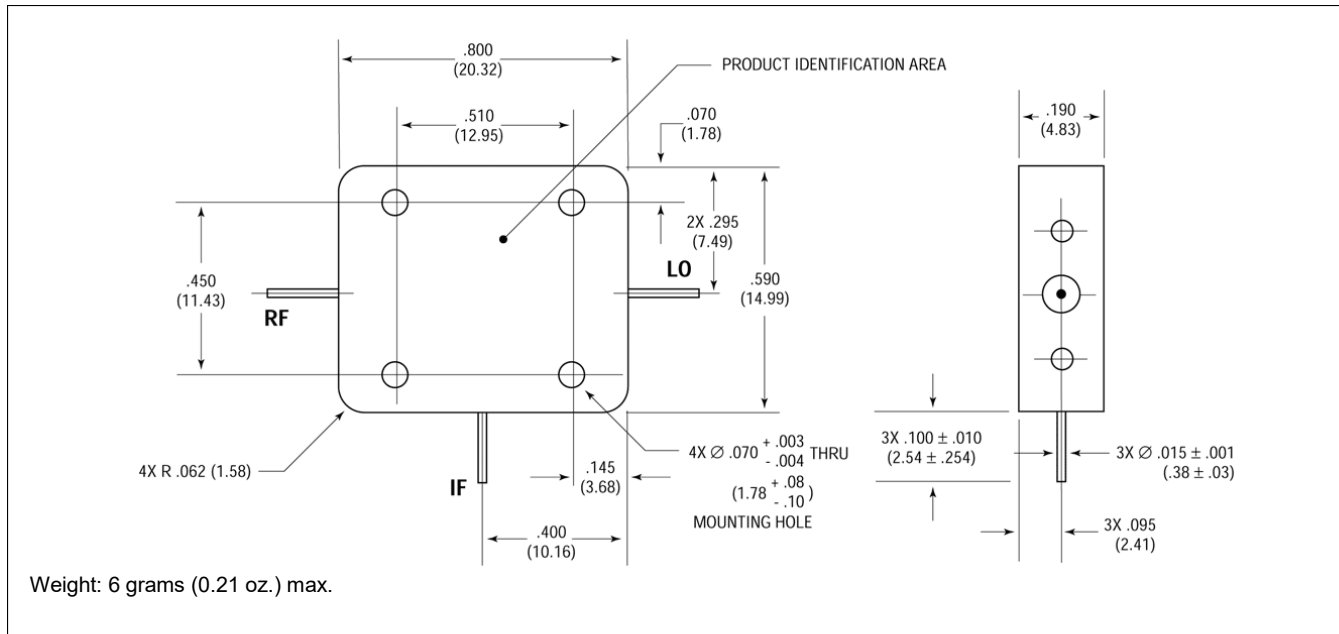 .800
(20.32)
PRODUCT IDENTIFICATION AREA
.510
(12.95)
.070
(1.78)
.190
(4.83)
2X .295
(7.49)
LO
.450
(11.43)
.590
(14.99)
RF
4X R .062 (1.58)
IF
.145
(3.68)
4X Ø .070 + .003 - .004 THRU
(1.78 + .08 - .10)
MOUNTING HOLE
.400
(10.16)
3X .100 ± .010
(2.54 ± .254)
3X Ø .015 ± .001
(.38 ± .03)
3X .095
(2.41)
Weight: 6 grams (0.21 oz.) max.